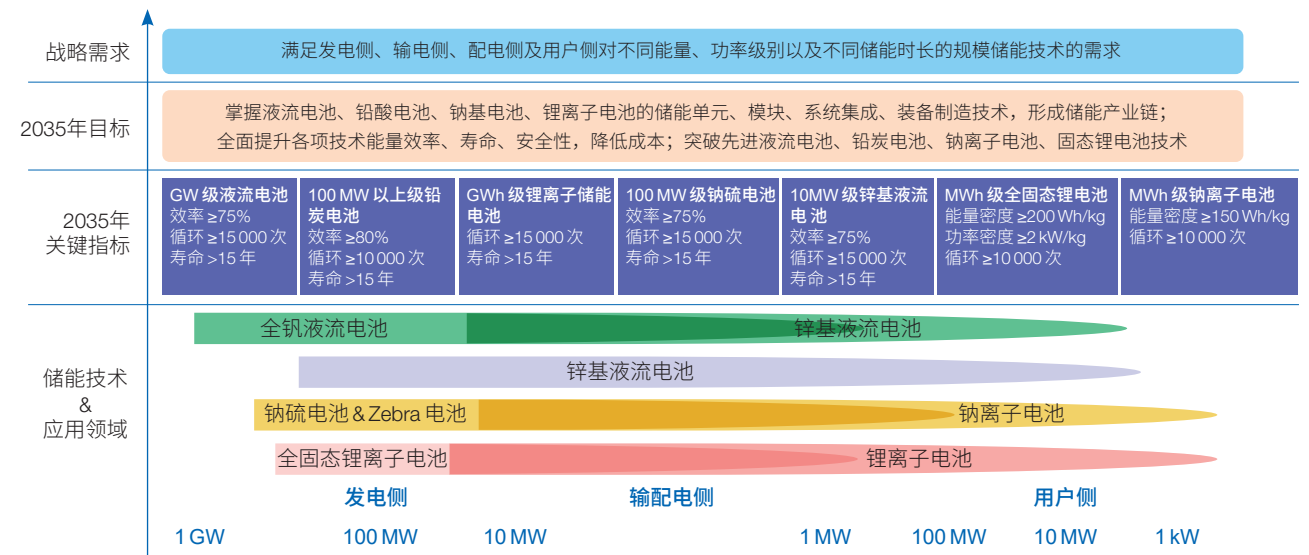 战略需求
满足发电侧、输电侧、配电侧及用户侧对不同能量、功率级别以及不同储能时长的规模储能技术的需求
2035年目标
掌握液流电池、铅酸电池、钠基电池、锂离子电池的储能单元、模块、系统集成、装备制造技术，形成储能产业链；
全面提升各项技术能量效率、寿命、安全性，降低成本；突破先进液流电池、铅炭电池、钠离子电池、固态锂电池技术
2035年
关键指标
GW 级液流电池
效率 ≥75%
循环 ≥15 000 次
寿命 >15 年
100 MW 以上级铅
炭电池
效率 ≥80%
循环 ≥10 000 次
寿命 >15 年
GWh 级锂离子储能
电池
循环 ≥15 000 次
寿命 >15 年
100 MW 级钠硫电池
效率 ≥75%
循环 ≥15 000 次
寿命 >15 年
10MW 级锌基液流
电池
效率 ≥75%
循环 ≥15 000 次
寿命 >15 年
MWh 级全固态锂电池
能量密度 ≥200 Wh/kg
功率密度 ≥2 kW/kg
循环 ≥10 000 次
MWh 级钠离子电池
能量密度 ≥150 Wh/kg
循环 ≥10 000 次
储能技术
&
应用领域
全钒液流电池
锌基液流电池
锌基液流电池
钠硫电池 & Zebra 电池
钠离子电池
全固态锂离子电池
锂离子电池
发电侧
输配电侧
用户侧
1 GW
100 MW
10 MW
1 MW
100 MW
10 MW
1 kW